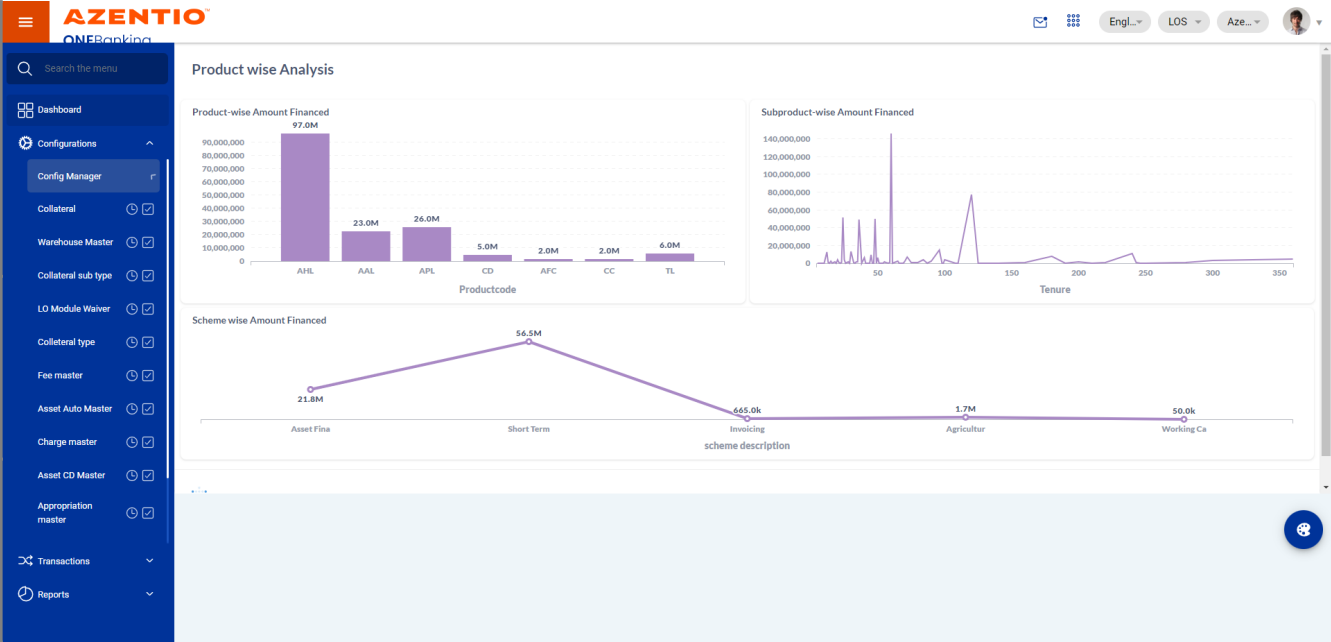 AZENTIO
ONEBanking
Engl...
LOS
Aze...
Search the menu
Dashboard
Configurations
Config Manager
Collateral
Warehouse Master
Collateral sub type
LO Module Waiver
Colleteral type
Fee master
Asset Auto Master
Charge master
Asset CD Master
Appropriation
master
Transactions
Reports
Product wise Analysis
Product-wise Amount Financed
97.0M
90,000,000
80,000,000
70,000,000
60,000,000
50,000,000
40,000,000
30,000,000
20,000,000
10,000,000
0
23.0M
26.0M
5.0M
2.0M
2.0M
6.0M
AHL AAL APL CD AFC CC TL
Productcode
Subproduct-wise Amount Financed
140,000,000
120,000,000
100,000,000
80,000,000
60,000,000
40,000,000
20,000,000
0
50 100 150 200 250 300 350
Tenure
Scheme wise Amount Financed
21.8M
56.5M
665.0k
1.7M
50.0k
Asset Fina Short Term Invoicing Agricultur Working Ca
scheme description